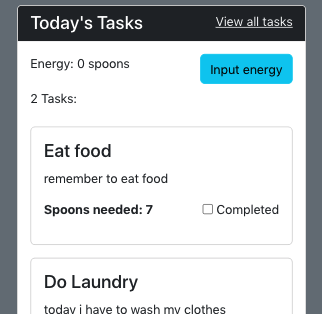 Today's Tasks View all tasks
Energy: 0 spoons Input energy
2 Tasks:
Eat food
remember to eat food
Spoons needed: 7 Completed
Do Laundry
today i have to wash my clothes